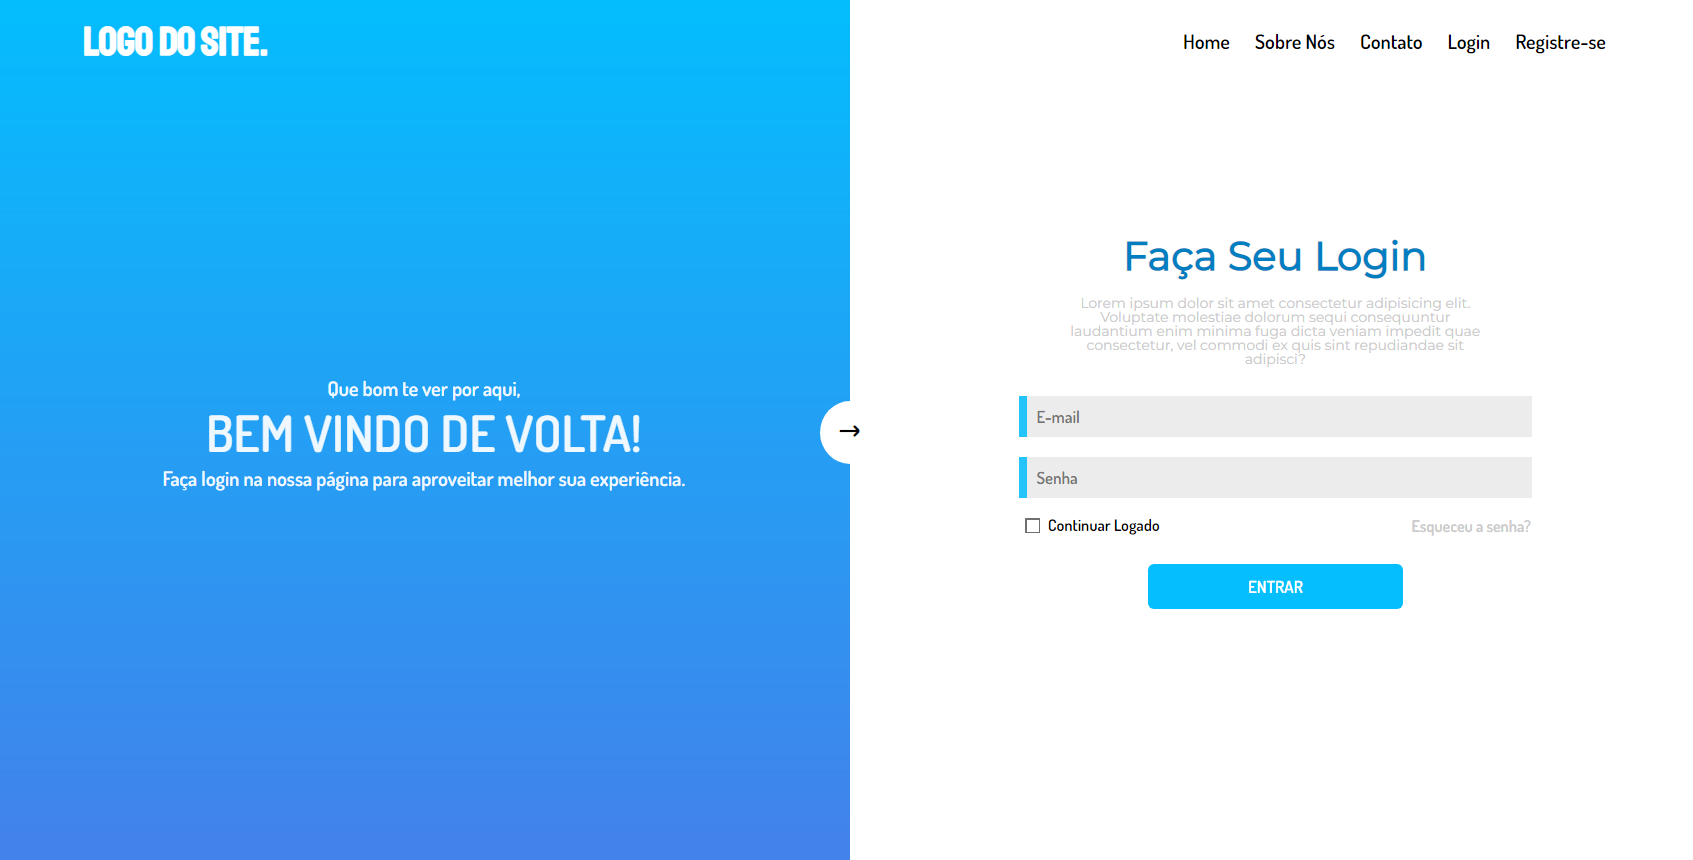 LOGO DO SITE.
Home Sobre Nós Contato Login Registre-se
Que bom te ver por aqui,
BEM VINDO DE VOLTA!
Faça login na nossa página para aproveitar melhor sua experiência.
→
Faça Seu Login
Lorem ipsum dolor sit amet consectetur adipisicing elit.
Voluptate molestiae dolorum sequi consequuntur
laudantium enim minima fuga dicta veniam impedit quae
consectetur, vel commodi ex quis sint repudiandae sit
adipisci?
E-mail
Senha
Continuar Logado Esqueceu a senha?
ENTRAR